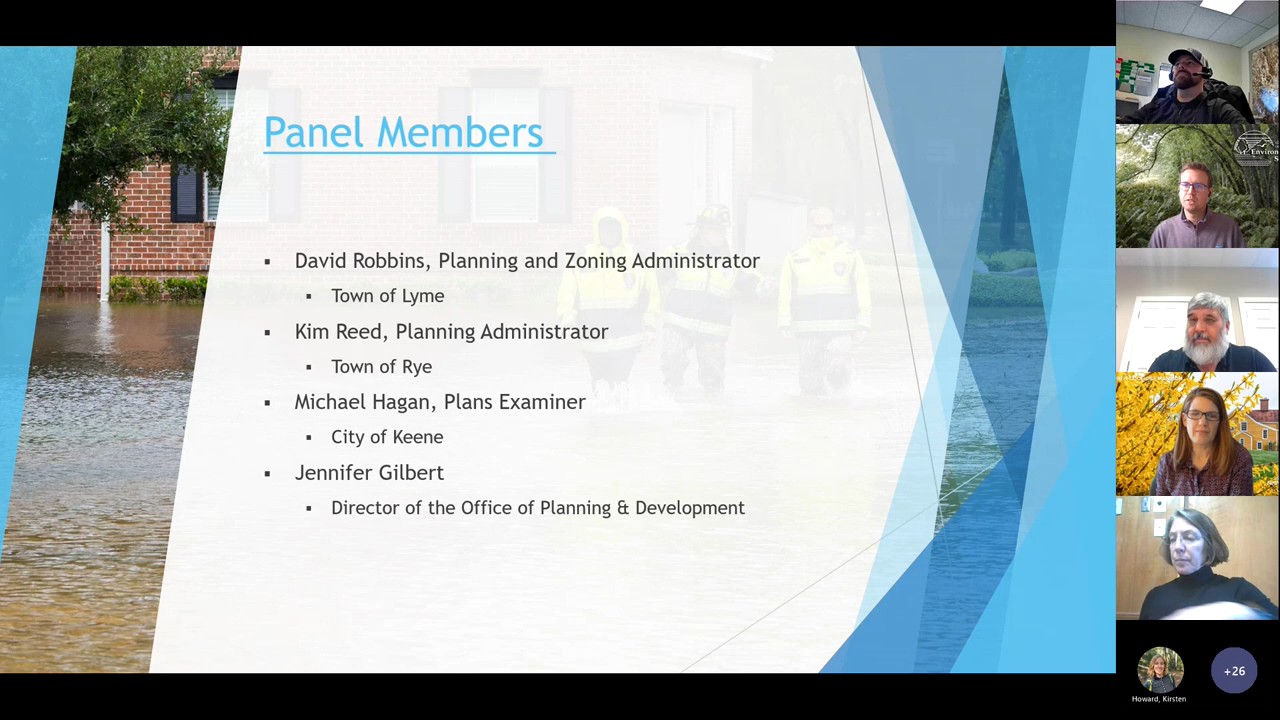 Panel Members
▪ David Robbins, Planning and Zoning Administrator
▪ Town of Lyme
▪ Kim Reed, Planning Administrator
▪ Town of Rye
▪ Michael Hagan, Plans Examiner
▪ City of Keene
▪ Jennifer Gilbert
▪ Director of the Office of Planning & Development
Environ
Howard, Kirsten
+26